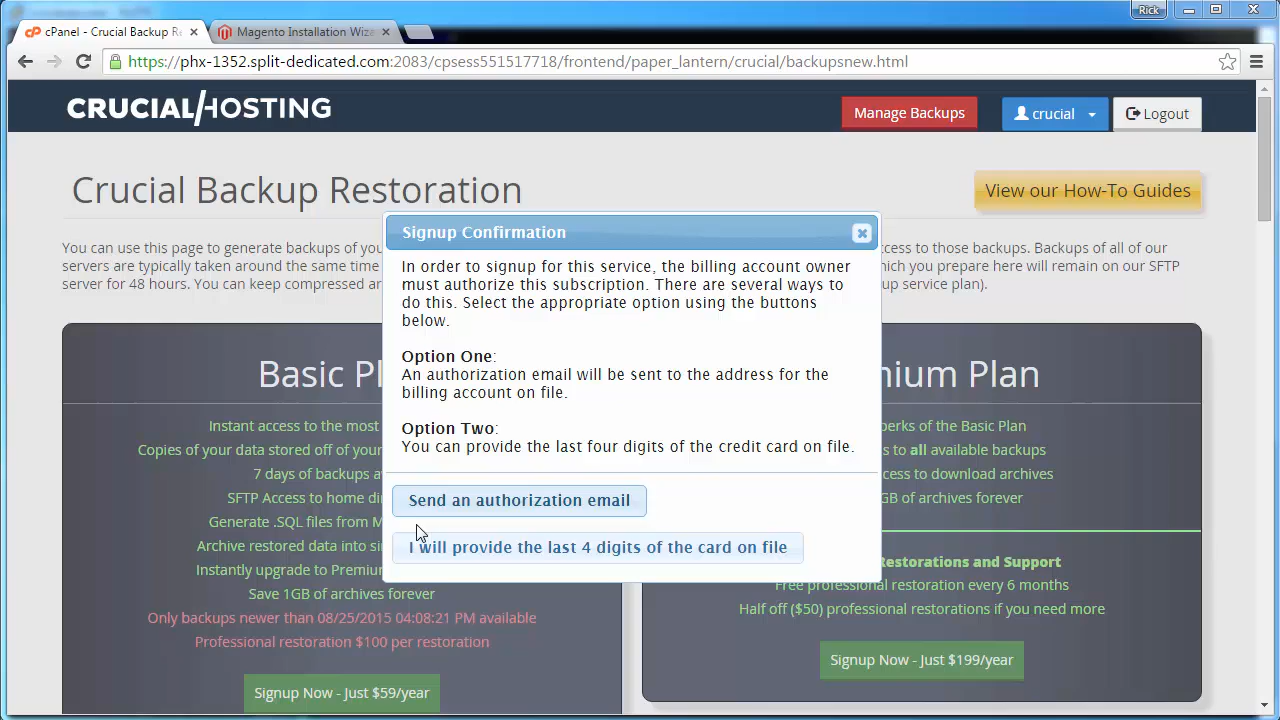 Rick
cPanel - Crucial Backup Re
Magento Installation Wiza
https://phx-1352.split-dedicated.com:2083/cpsess551517718/frontend/paper_lantern/crucial/backupsnew.html
CRUCIAL/HOSTING
Manage Backups
crucial
Logout
Crucial Backup Restoration
View our How-To Guides
You can use this page to generate backups of you
ccess to those backups. Backups of all of our
servers are typically taken around the same time
which you prepare here will remain on our SFTP
server for 48 hours. You can keep compressed ar
up service plan).
Signup Confirmation
In order to signup for this service, the billing account owner
must authorize this subscription. There are several ways to
do this. Select the appropriate option using the buttons
below.
Option One:
An authorization email will be sent to the address for the
billing account on file.
Option Two:
You can provide the last four digits of the credit card on file.
Send an authorization email
I will provide the last 4 digits of the card on file
Basic Pl
Instant access to the most
Copies of your data stored off of your
7 days of backups av
SFTP Access to home di
Generate .SQL files from M
Archive restored data into si
Instantly upgrade to Premiu
Save 1GB of archives forever
Only backups newer than 08/25/2015 04:08:21 PM available
Professional restoration $100 per restoration
Signup Now - Just $59/year
nium Plan
perks of the Basic Plan
s to all available backups
ccess to download archives
GB of archives forever
Restorations and Support
Free professional restoration every 6 months
Half off ($50) professional restorations if you need more
Signup Now - Just $199/year